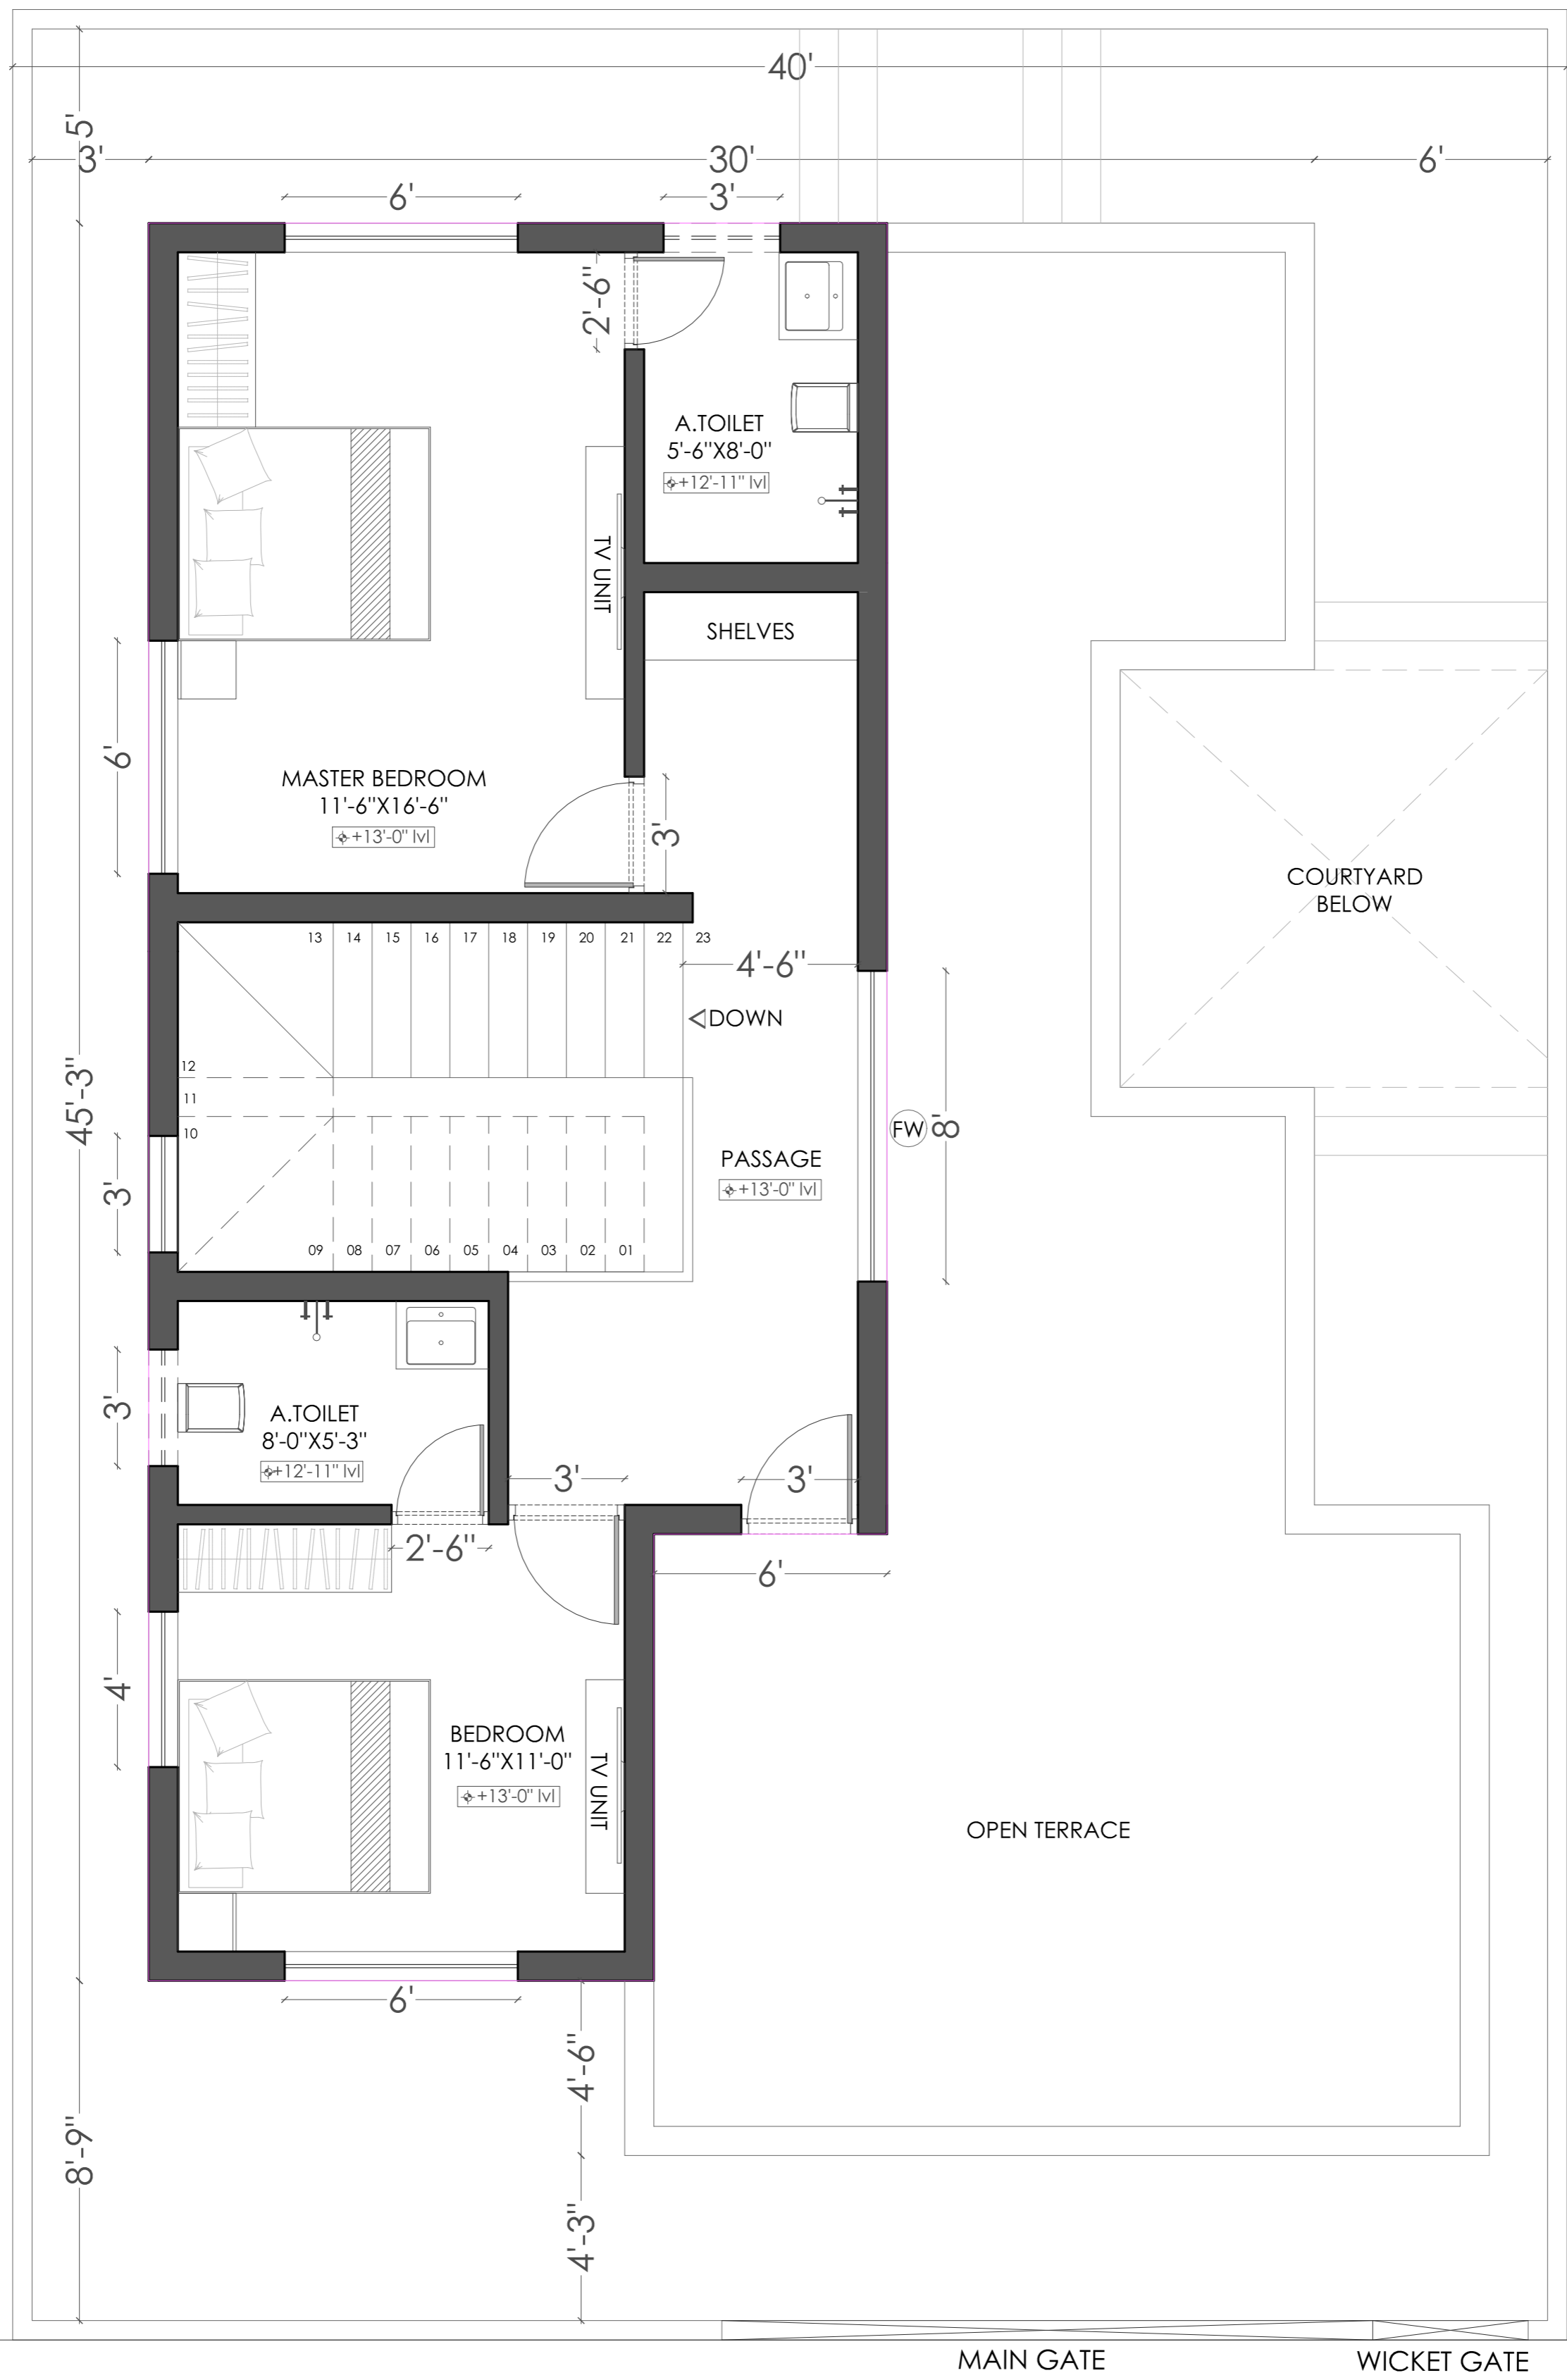 40'
5'
3'
30'
6'
6'
3'
2'-6"
A.TOILET
5'-6"X8'-0"
+12'-11" lvl
TV UNIT
SHELVES
6'
MASTER BEDROOM
11'-6"X16'-6"
+13'-0" lvl
3'
COURTYARD
BELOW
13 14 15 16 17 18 19 20 21 22 23
4'-6"
DOWN
12
11
10
45'-3"
FW
8'
PASSAGE
+13'-0" lvl
3'
09 08 07 06 05 04 03 02 01
3'
A.TOILET
8'-0"X5'-3"
+12'-11" lvl
3'
3'
2'-6"
6'
4'
BEDROOM
11'-6"X11'-0"
+13'-0" lvl
TV UNIT
OPEN TERRACE
6'
4'-6"
8'-9"
4'-3"
MAIN GATE
WICKET GATE